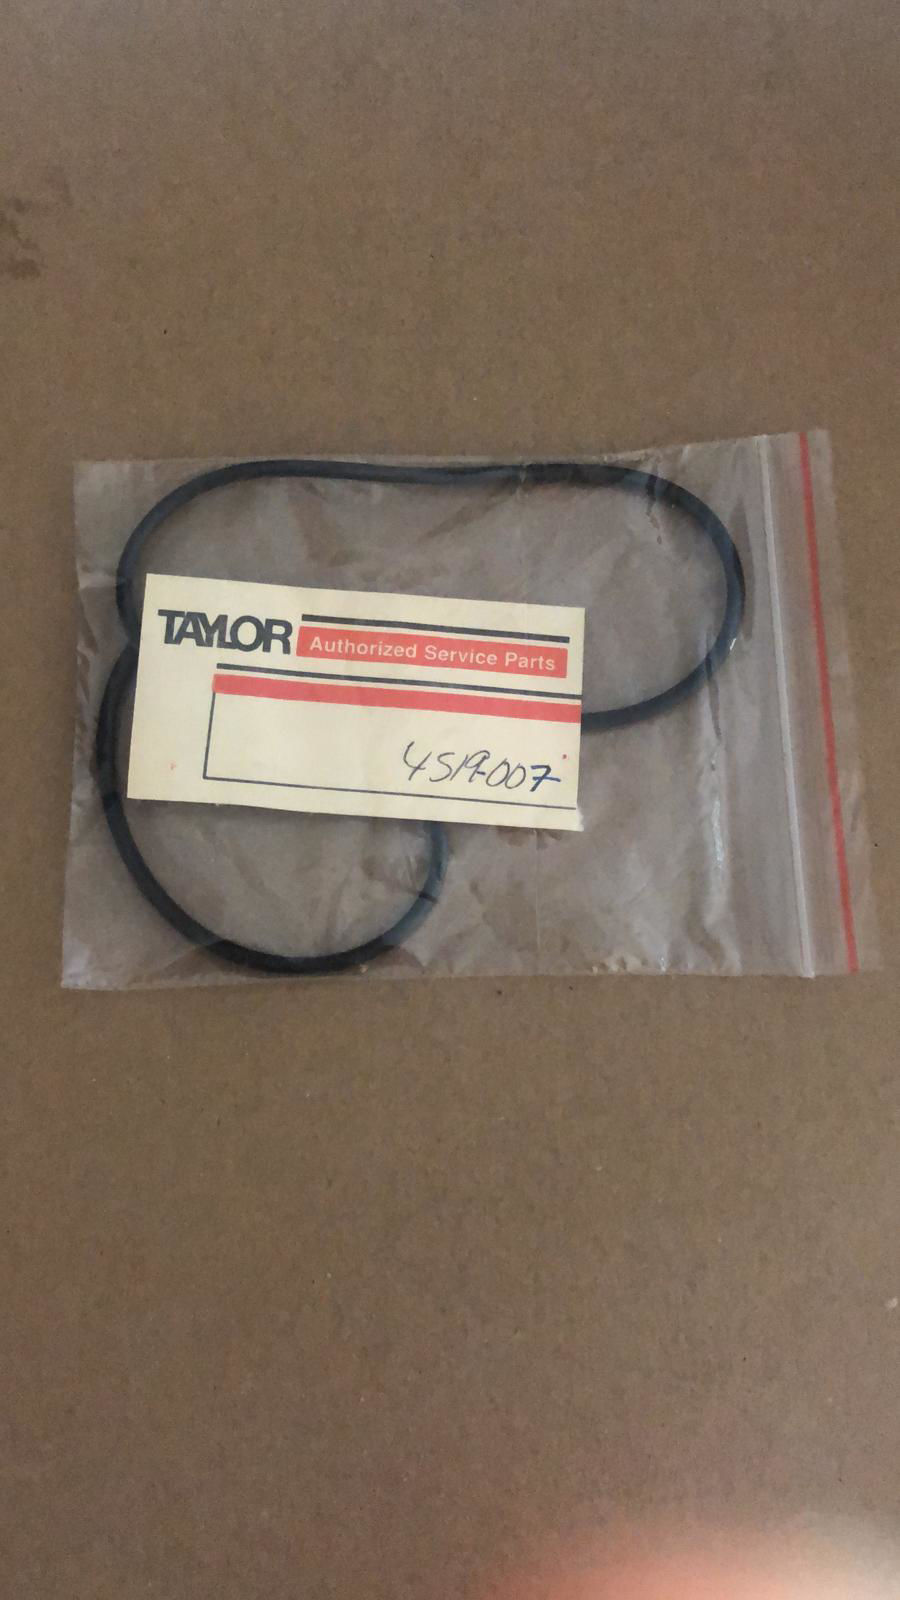 TAYLOR
Authorized Service Parts
4519-007